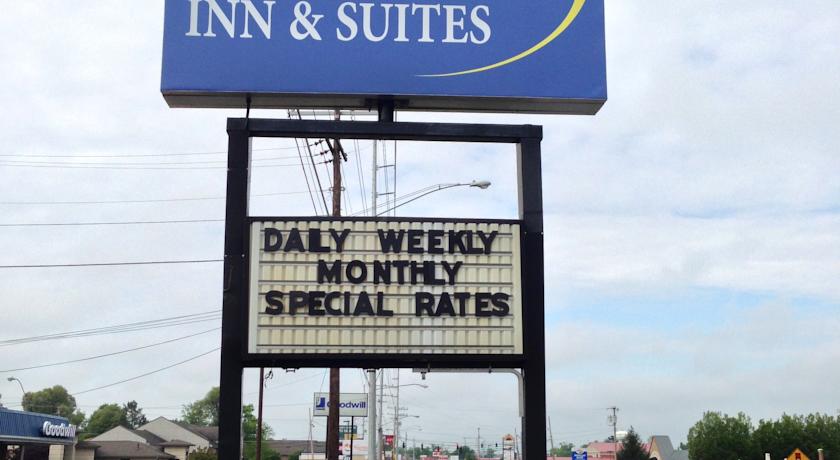 INN & SUITES
DAILY WEEKLY
MONTHLY
SPECIAL RATES
Goodwill
Goodwill